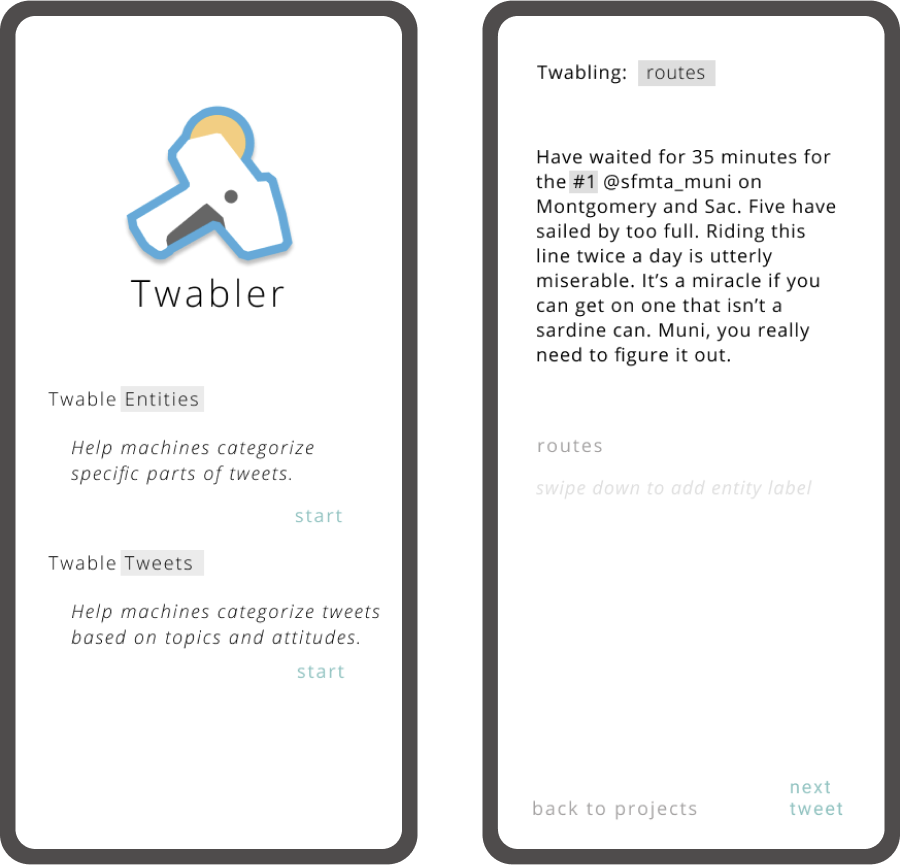 Twabler
Twable Entities
Help machines categorize
specific parts of tweets.
start
Twable Tweets
Help machines categorize tweets
based on topics and attitudes.
start
Twabling: routes
Have waited for 35 minutes for
the #1 @sfmta_muni on
Montgomery and Sac. Five have
sailed by too full. Riding this
line twice a day is utterly
miserable. It’s a miracle if you
can get on one that isn’t a
sardine can. Muni, you really
need to figure it out.
routes
swipe down to add entity label
back to projects
next
tweet